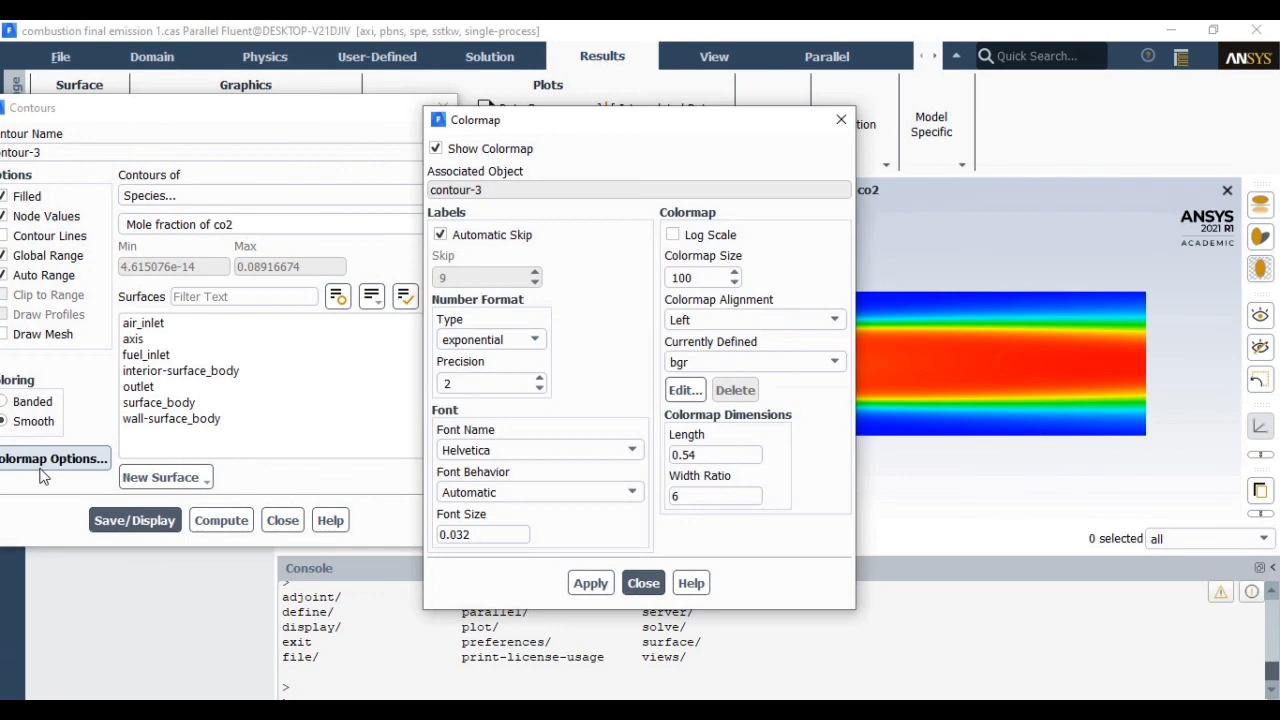 combustion final emission 1.cas Parallel Fluent@DESKTOP-V21DJIV [axi, pbns, spe, sstkw, single-process]
File Domain Physics User-Defined Solution Results View Parallel Quick Search... ANSYS
Surface Graphics Plots
Model
Specific
Contours
ntour Name
ntour-3
ptions
Filled
Node Values
Contour Lines
Global Range
Auto Range
Clip to Range
Draw Profiles
Draw Mesh
loring
Banded
Smooth
olormap Options...
Contours of
Species...
Mole fraction of co2
Min Max
4.615076e-14 0.08916674
Surfaces Filter Text
air_inlet
axis
fuel_inlet
interior-surface_body
outlet
surface_body
wall-surface_body
New Surface
Save/Display Compute Close Help
Colormap
Show Colormap
Associated Object
contour-3
Labels
Automatic Skip
Skip
9
Number Format
Type
exponential
Precision
2
Font
Font Name
Helvetica
Font Behavior
Automatic
Font Size
0.032
Colormap
Log Scale
Colormap Size
100
Colormap Alignment
Left
Currently Defined
bgr
Edit... Delete
Colormap Dimensions
Length
0.54
Width Ratio
6
Apply Close Help
co2
ANSYS
2021 R1
ACADEMIC
0 selected all
Console
>
adjoint/ parallel/ server/
define/ plot/ solve/
display/ preferences/ surface/
exit print-license-usage views/
file/
>